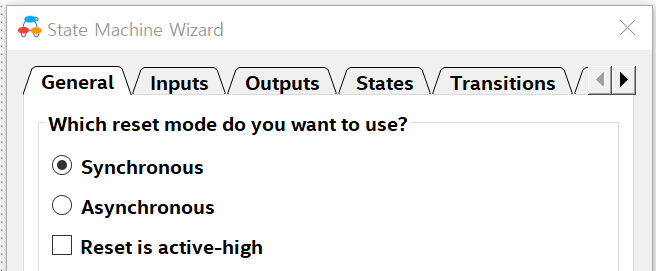 State Machine Wizard
General Inputs Outputs States Transitions
Which reset mode do you want to use?
Synchronous
Asynchronous
Reset is active-high